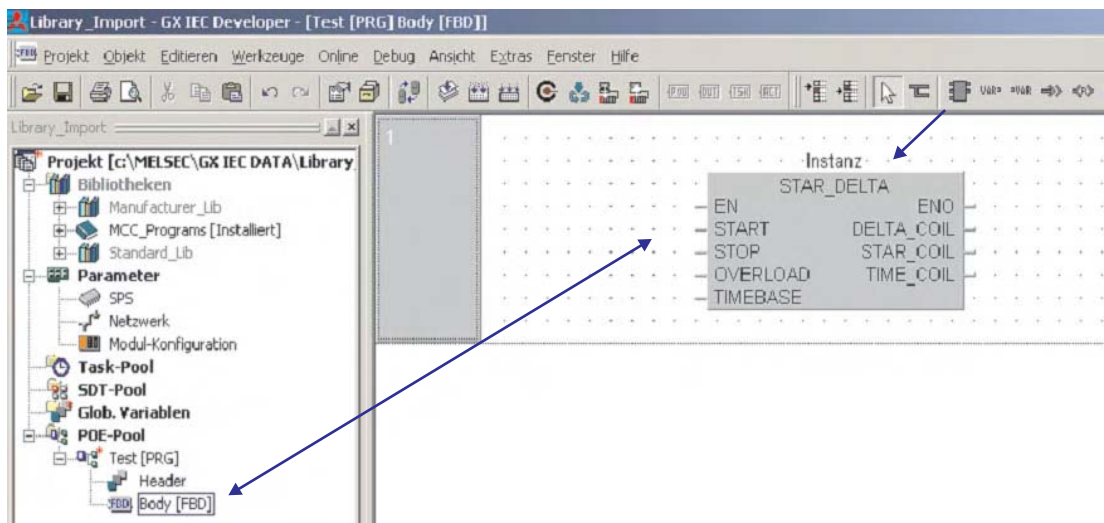 Library_Import - GX IEC Developer - [Test [PRG] Body [FBD]]
Projekt Objekt Editieren Werkzeuge Online Debug Ansicht Extras Fenster Hilfe
VAR VAR
Library_Import
Projekt [c:\MELSEC\GX IEC DATA\Library
Bibliotheken
Manufacturer_Lib
MCC_Programs [Installiert]
Standard_Lib
Parameter
SPS
Netzwerk
Modul-Konfiguration
Task-Pool
SDT-Pool
Glob. Variablen
POE-Pool
Test [PRG]
Header
FBD Body [FBD]
1
Instanz
STAR_DELTA
EN ENO
START DELTA_COIL
STOP STAR_COIL
OVERLOAD TIME_COIL
TIMEBASE